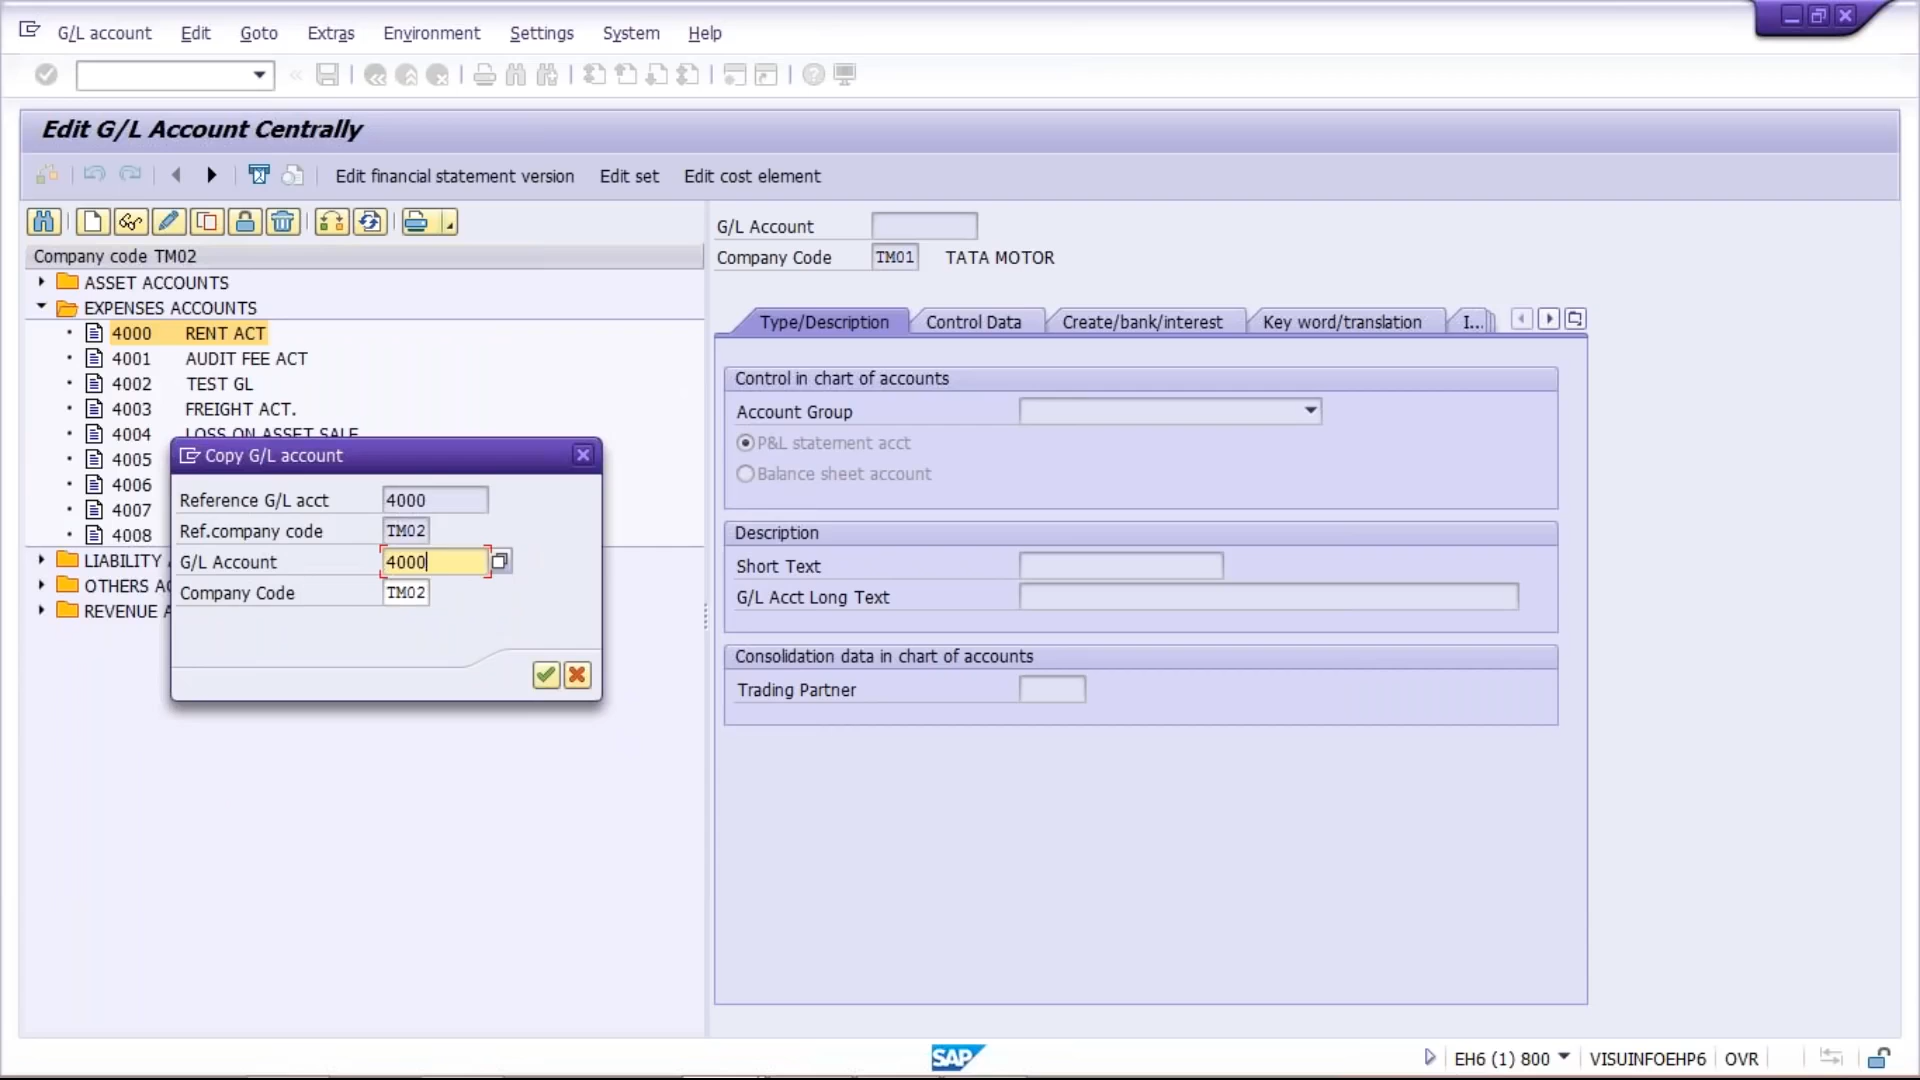 G/L account Edit Goto Extras Environment Settings System Help
Edit G/L Account Centrally
Edit financial statement version Edit set Edit cost element
Company code TM02
ASSET ACCOUNTS
EXPENSES ACCOUNTS
4000 RENT ACT
4001 AUDIT FEE ACT
4002 TEST GL
4003 FREIGHT ACT.
4004 LOSS ON ASSET SALE
4005
4006
4007
4008
LIABILITY
OTHERS AC
REVENUE A
Copy G/L account
Reference G/L acct 4000
Ref.company code TM02
G/L Account 4000
Company Code TM02
G/L Account
Company Code TM01 TATA MOTOR
Type/Description Control Data Create/bank/interest Key word/translation I...
Control in chart of accounts
Account Group
P&L statement acct
Balance sheet account
Description
Short Text
G/L Acct Long Text
Consolidation data in chart of accounts
Trading Partner
SAP EH6 (1) 800 VISUINFOEHP6 OVR